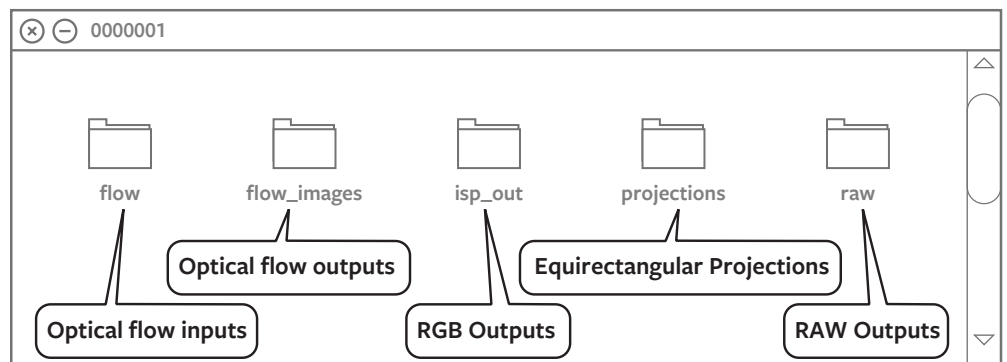 0000001
flow
flow_images
isp_out
projections
raw
Optical flow outputs
Equirectangular Projections
Optical flow inputs
RGB Outputs
RAW Outputs